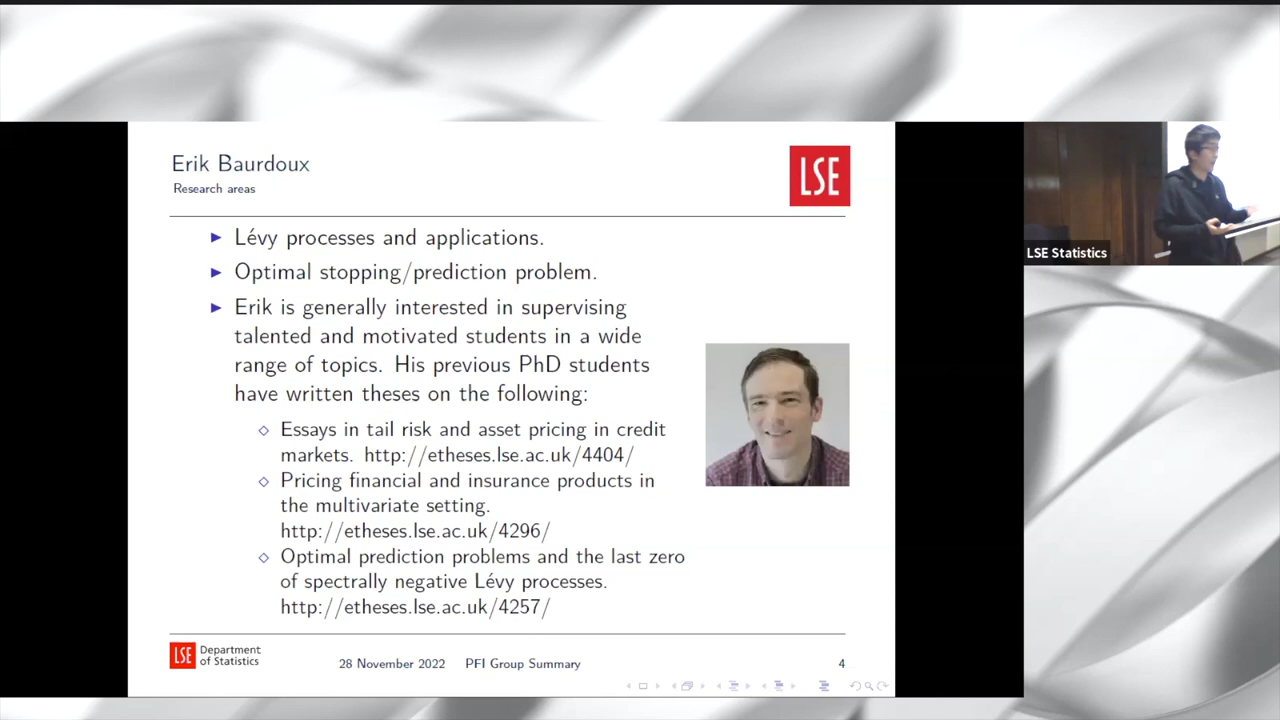 Erik Baurdoux
Research areas
LSE
Lévy processes and applications.
Optimal stopping/prediction problem.
Erik is generally interested in supervising
talented and motivated students in a wide
range of topics. His previous PhD students
have written theses on the following:
Essays in tail risk and asset pricing in credit
markets. http://etheses.lse.ac.uk/4404/
Pricing financial and insurance products in
the multivariate setting.
http://etheses.lse.ac.uk/4296/
Optimal prediction problems and the last zero
of spectrally negative Lévy processes.
http://etheses.lse.ac.uk/4257/
LSE Department
of Statistics
28 November 2022 PFI Group Summary 4
LSE Statistics